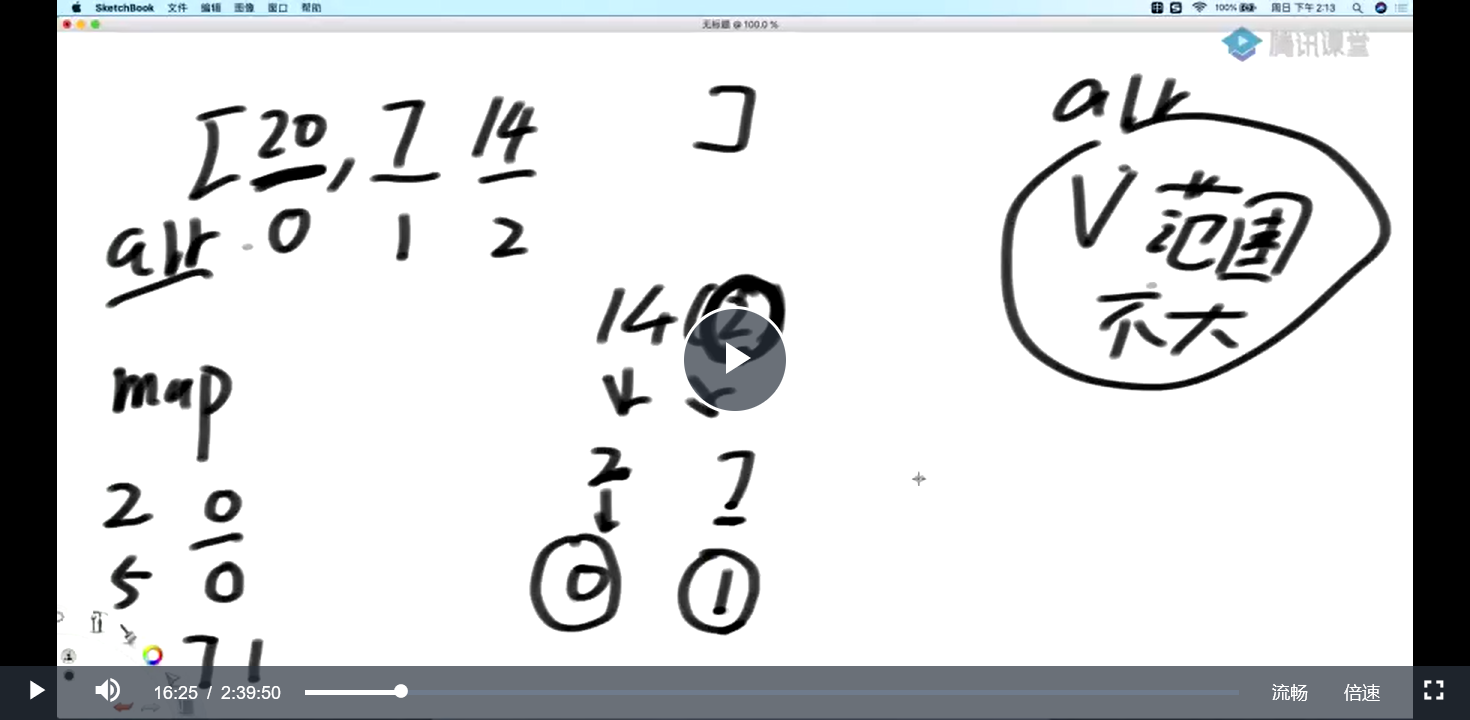 SketchBook 文件 编辑 图像 窗口 帮助 100% 周日 下午 2:13
无标题 @ 100.0 %
腾讯课堂
[ 20 , 7 14 ]
arr 0 1 2
arr
V 范围
不大
14 ( 2
map
2 7
2 0
5 0
0 1
7 1
16:25 / 2:39:50 流畅 倍速